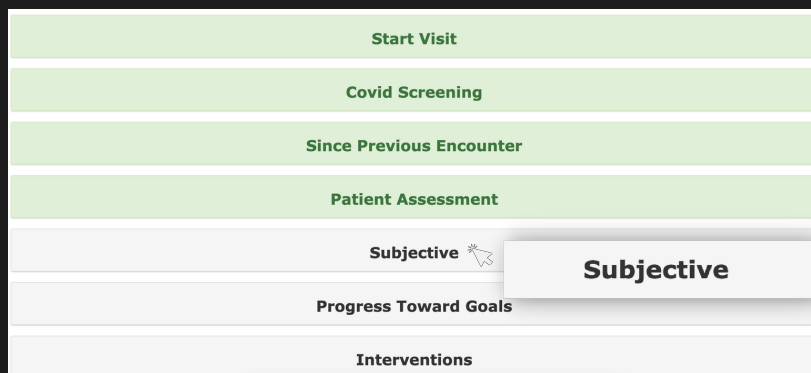 Start Visit
Covid Screening
Since Previous Encounter
Patient Assessment
Subjective
Subjective
Progress Toward Goals
Interventions